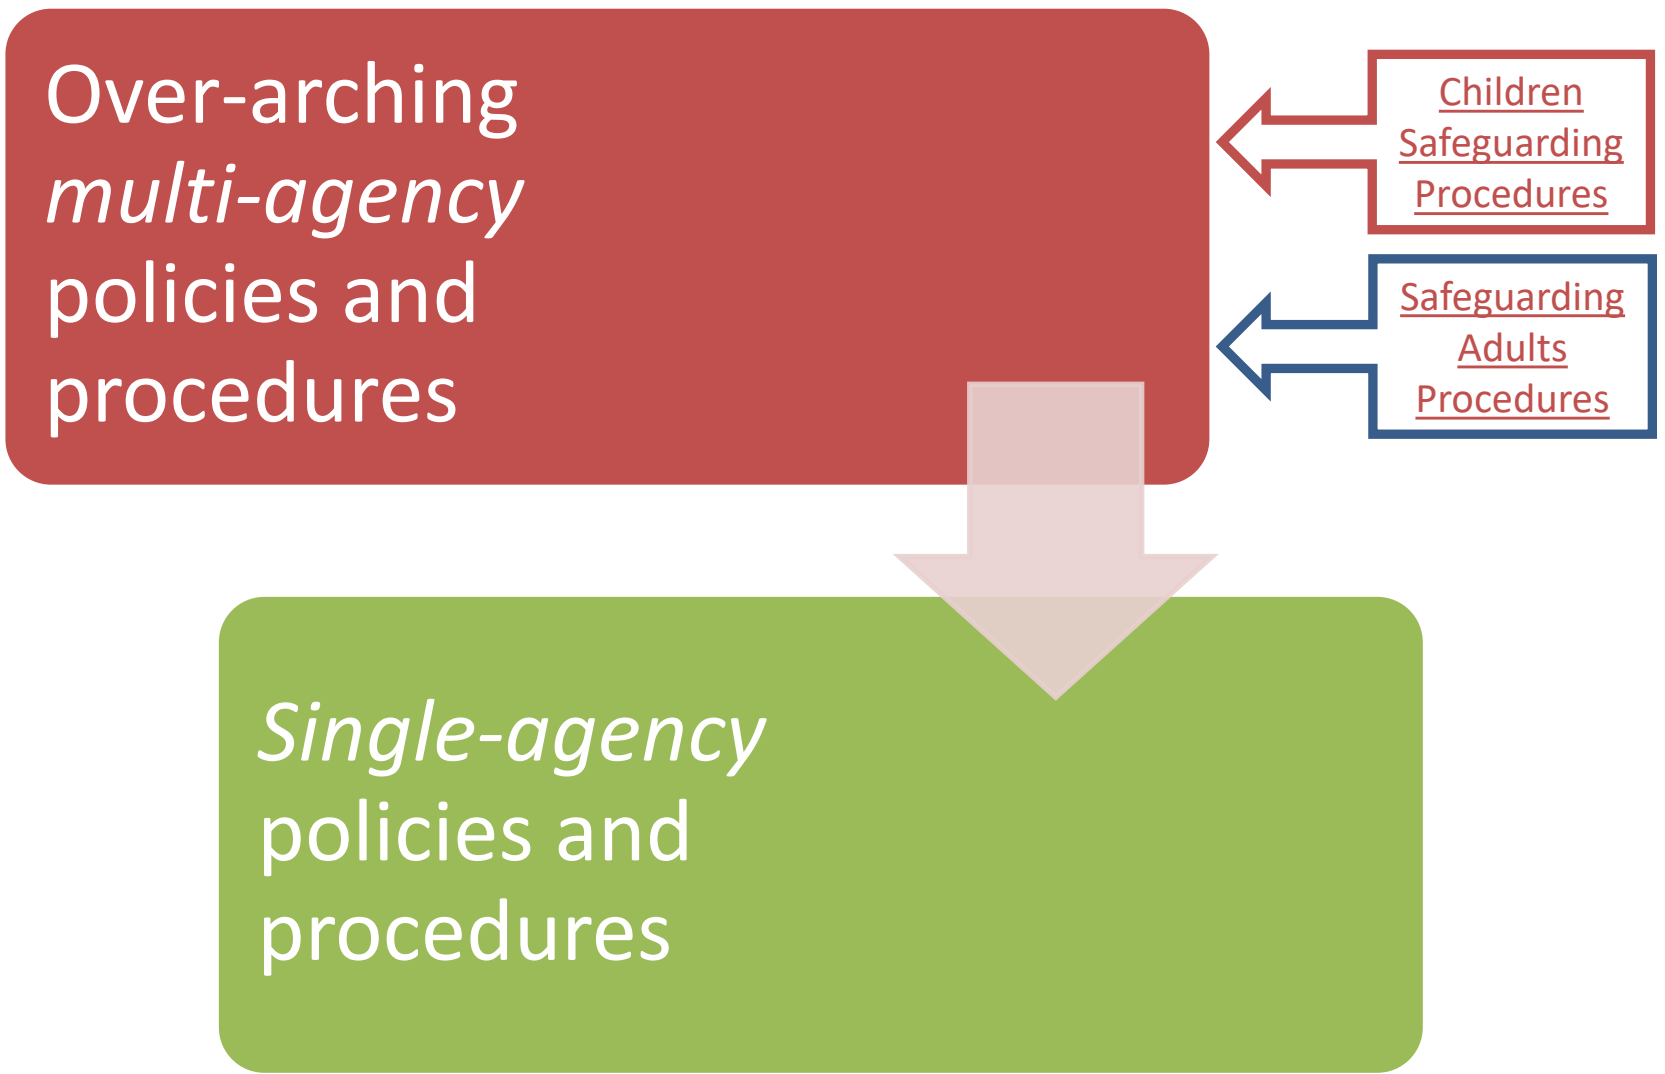 Over-arching
multi-agency
policies and
procedures
Children
Safeguarding
Procedures
Safeguarding
Adults
Procedures
Single-agency
policies and
procedures